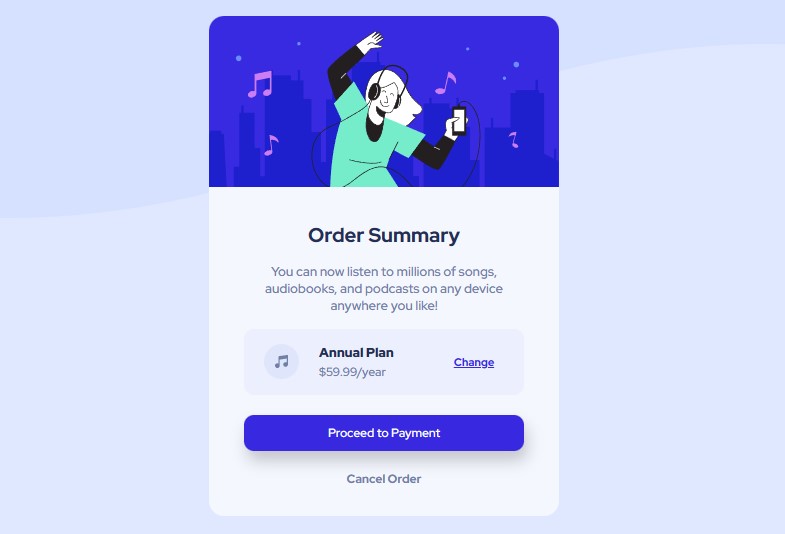 Order Summary
You can now listen to millions of songs,
audiobooks, and podcasts on any device
anywhere you like!
Annual Plan
$59.99/year
Change
Proceed to Payment
Cancel Order